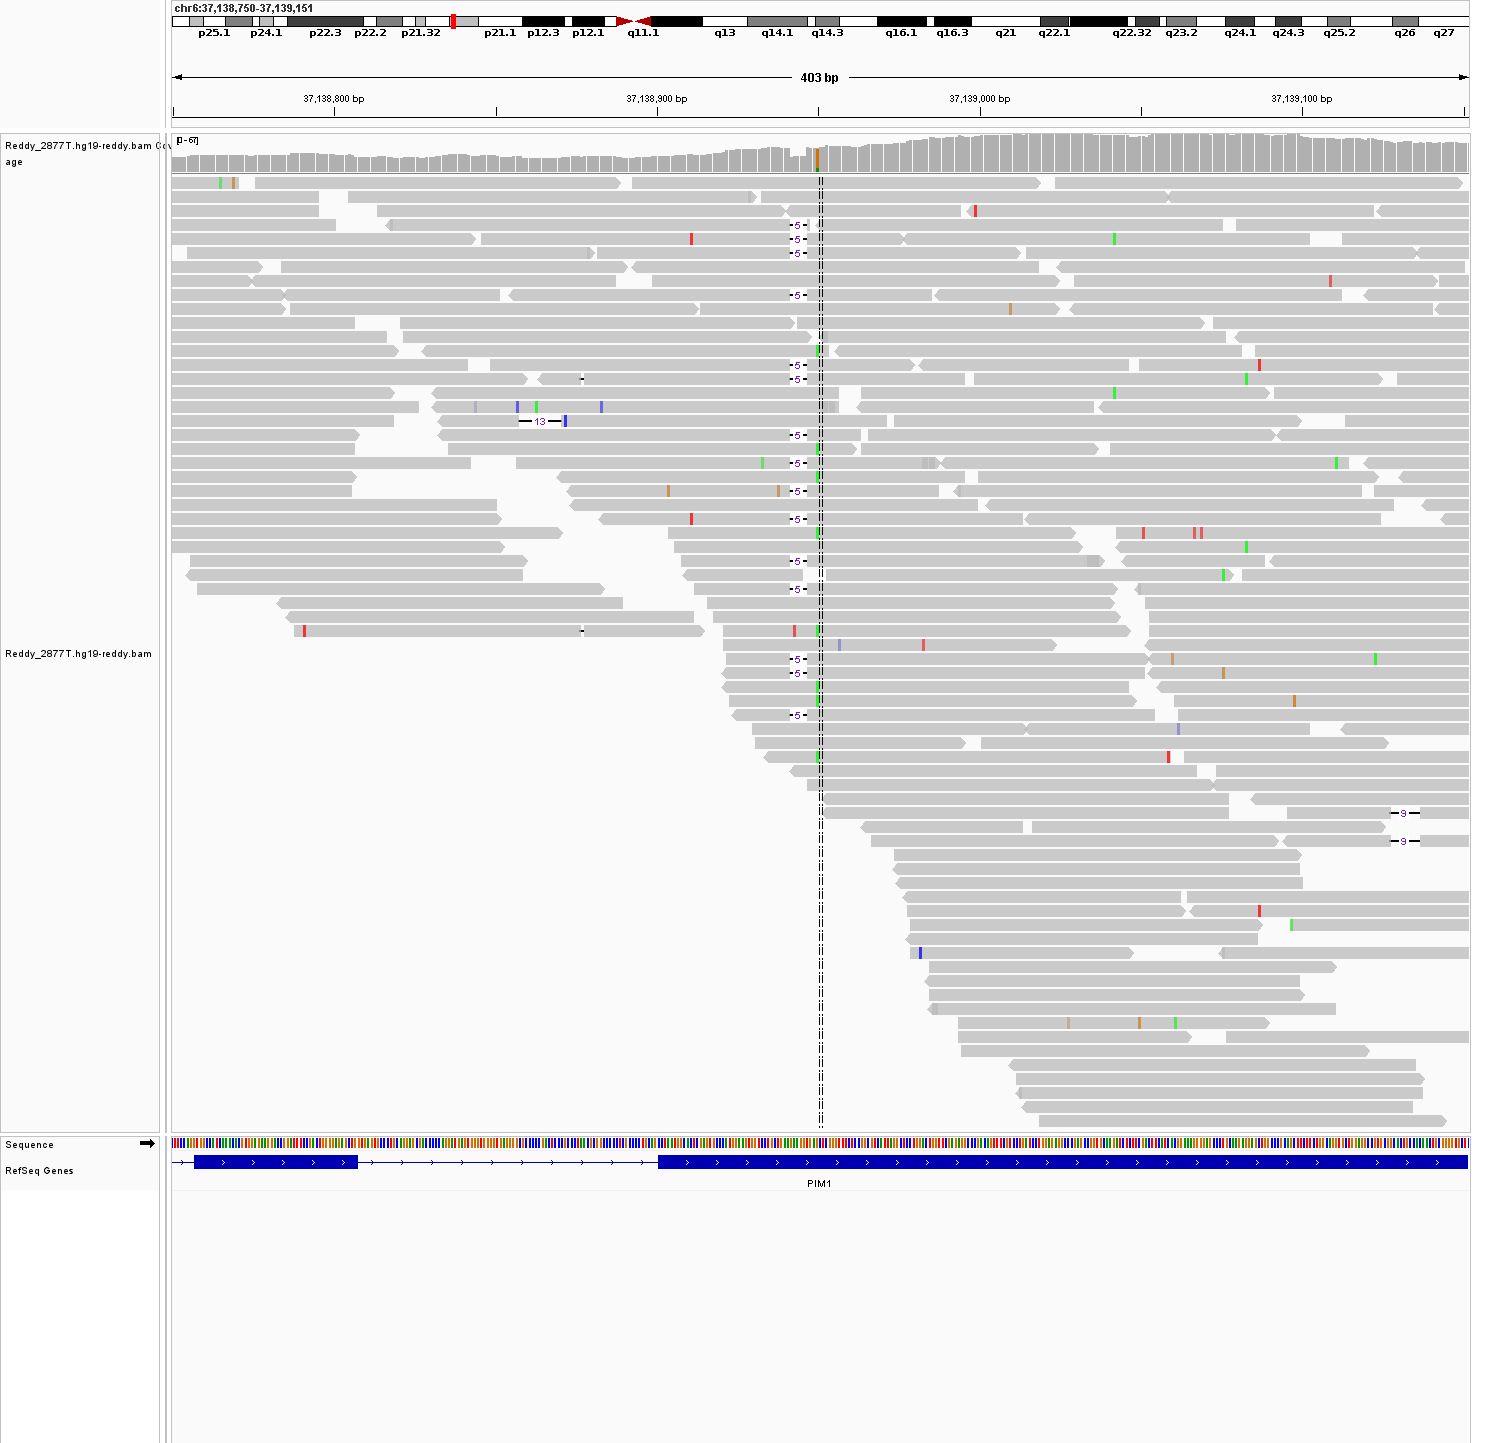 chr6:37,138,750-37,139,151
p25.1 p24.1 p22.3 p22.2 p21.32 p21.1 p12.3 p12.1 q11.1 q13 q14.1 q14.3 q16.1 q16.3 q21 q22.1 q22.32 q23.2 q24.1 q24.3 q25.2 q26 q27
403 bp
37,138,800 bp 37,138,900 bp 37,139,000 bp 37,139,100 bp
Reddy_2877T.hg19-reddy.bam Cov
age
[0 - 67]
5
5
5
5
5
5
13
5
5
5
5
5
5
Reddy_2877T.hg19-reddy.bam
5
5
5
9
9
Sequence
RefSeq Genes
PIM1